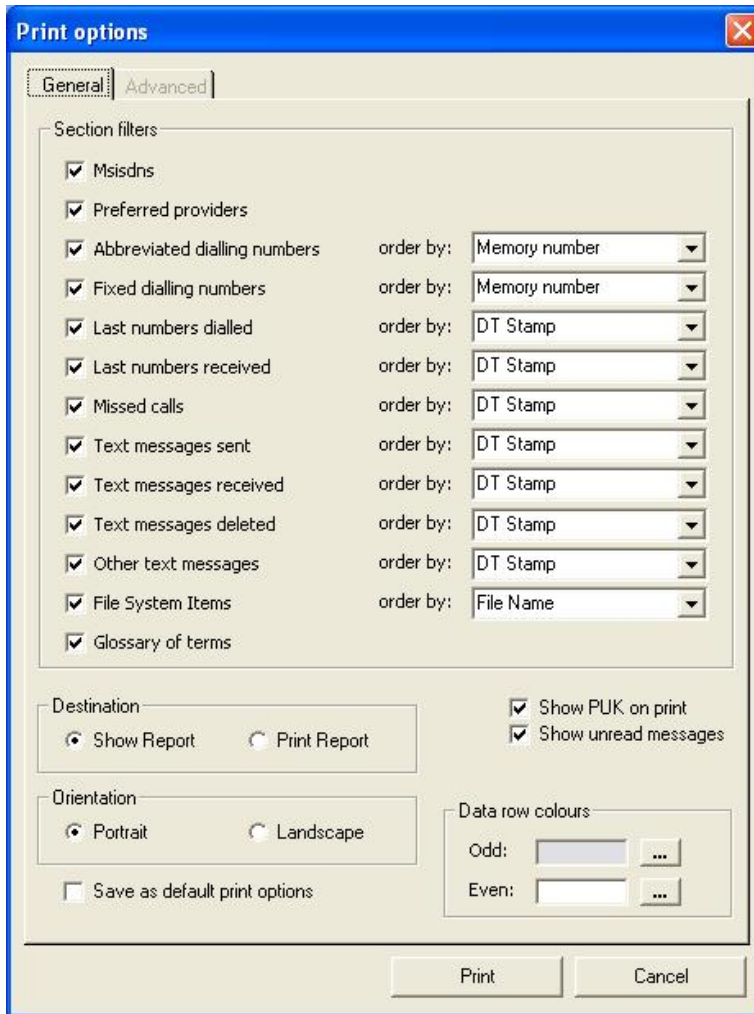 Print options
General Advanced
Section filters
Msisdns
Preferred providers
Abbreviated dialling numbers order by: Memory number
Fixed dialling numbers order by: Memory number
Last numbers dialled order by: DT Stamp
Last numbers received order by: DT Stamp
Missed calls order by: DT Stamp
Text messages sent order by: DT Stamp
Text messages received order by: DT Stamp
Text messages deleted order by: DT Stamp
Other text messages order by: DT Stamp
File System Items order by: File Name
Glossary of terms
Destination
Show Report Print Report
Show PUK on print
Show unread messages
Orientation
Portrait Landscape
Save as default print options
Data row colours
Odd: ...
Even: ...
Print Cancel